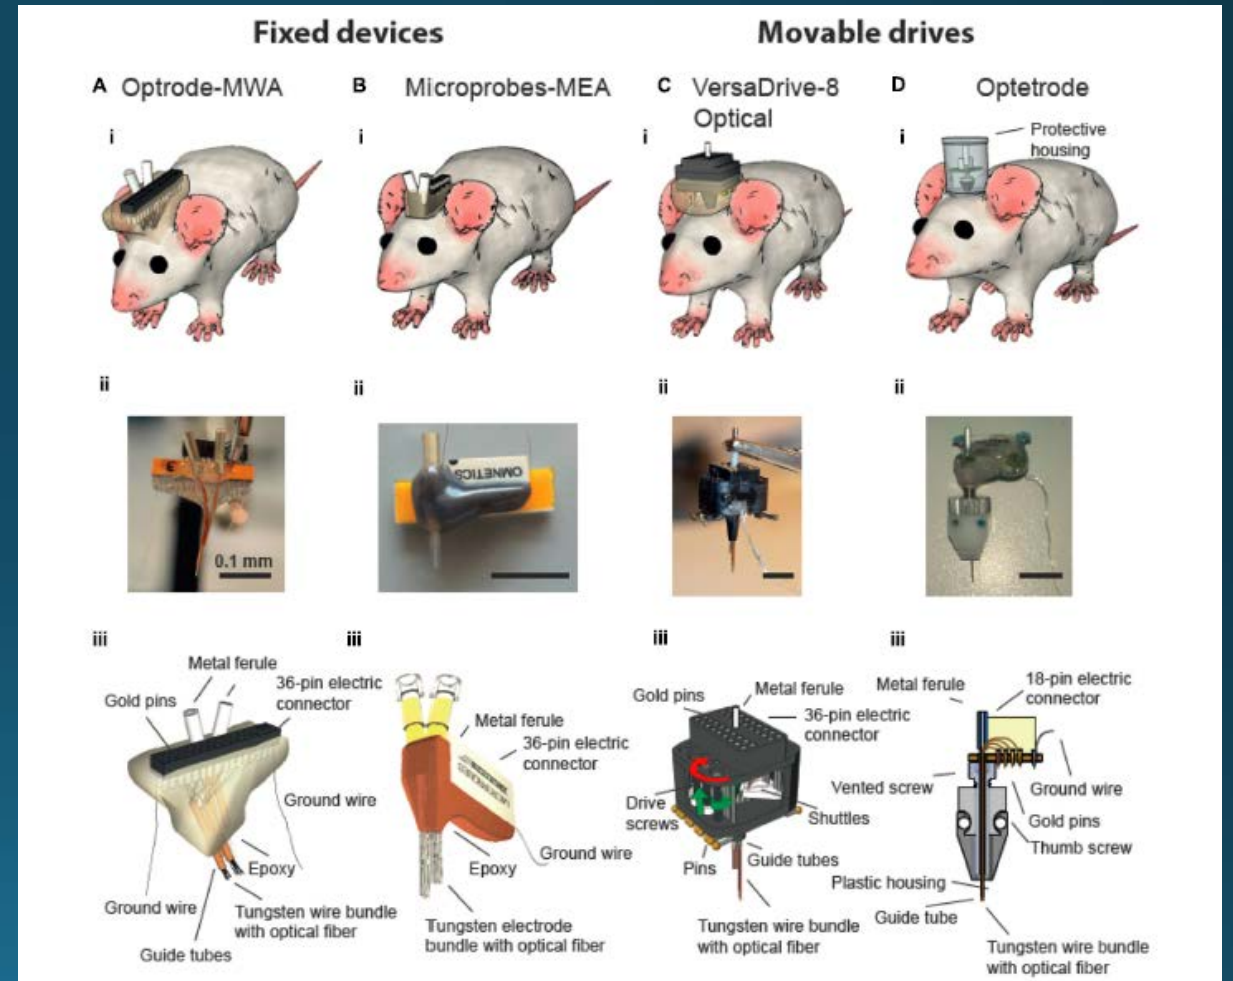 Fixed devices
Movable drives
A Optrode-MWA
B Microprobes-MEA
C VersaDrive-8
Optical
D Optetrode
i
i
i
i
Protective
housing
ii
ii
ii
ii
0.1 mm
OMNETICS
iii
iii
iii
iii
Metal ferule
Gold pins
36-pin electric
connector
Ground wire
Epoxy
Ground wire
Tungsten wire bundle
with optical fiber
Guide tubes
Metal ferule
36-pin electric
connector
Ground wire
Epoxy
Tungsten electrode
bundle with optical fiber
Gold pins
Metal ferule
36-pin electric
connector
Drive
screws
Shuttles
Pins
Guide tubes
Tungsten wire bundle
with optical fiber
Metal ferule
18-pin electric
connector
Vented screw
Ground wire
Gold pins
Thumb screw
Plastic housing
Guide tube
Tungsten wire bundle
with optical fiber